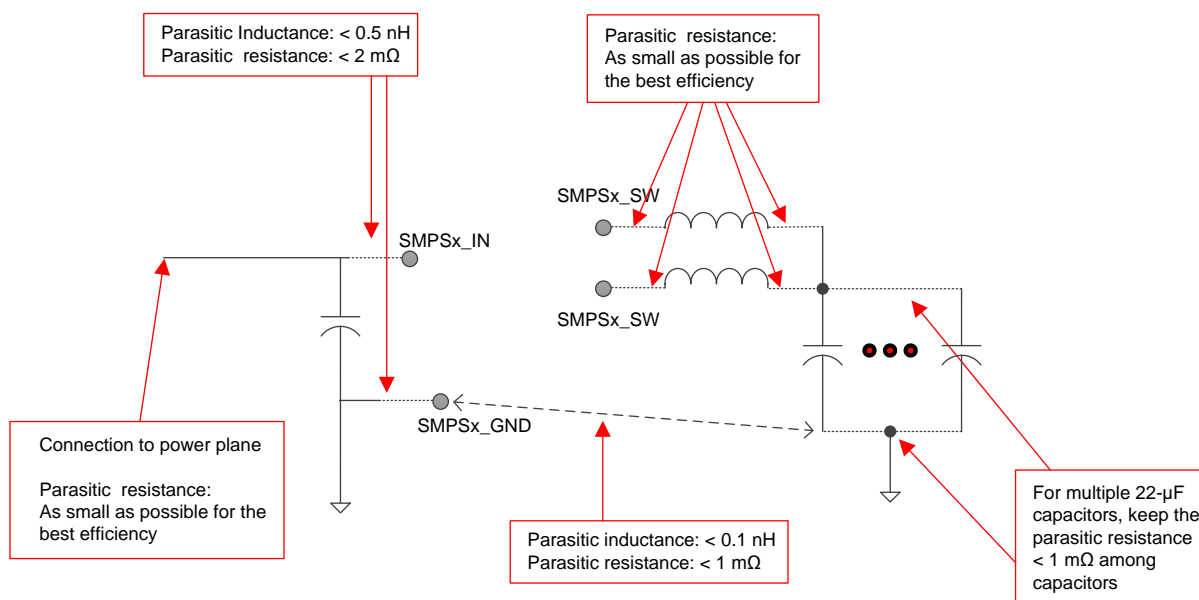 Parasitic Inductance: < 0.5 nH
Parasitic resistance: < 2 mΩ
Parasitic resistance:
As small as possible for
the best efficiency
SMPSx_SW
SMPSx_IN
SMPSx_SW
SMPSx_GND
Connection to power plane
Parasitic resistance:
As small as possible for the
best efficiency
Parasitic inductance: < 0.1 nH
Parasitic resistance: < 1 mΩ
For multiple 22-μF
capacitors, keep the
parasitic resistance
< 1 mΩ among
capacitors